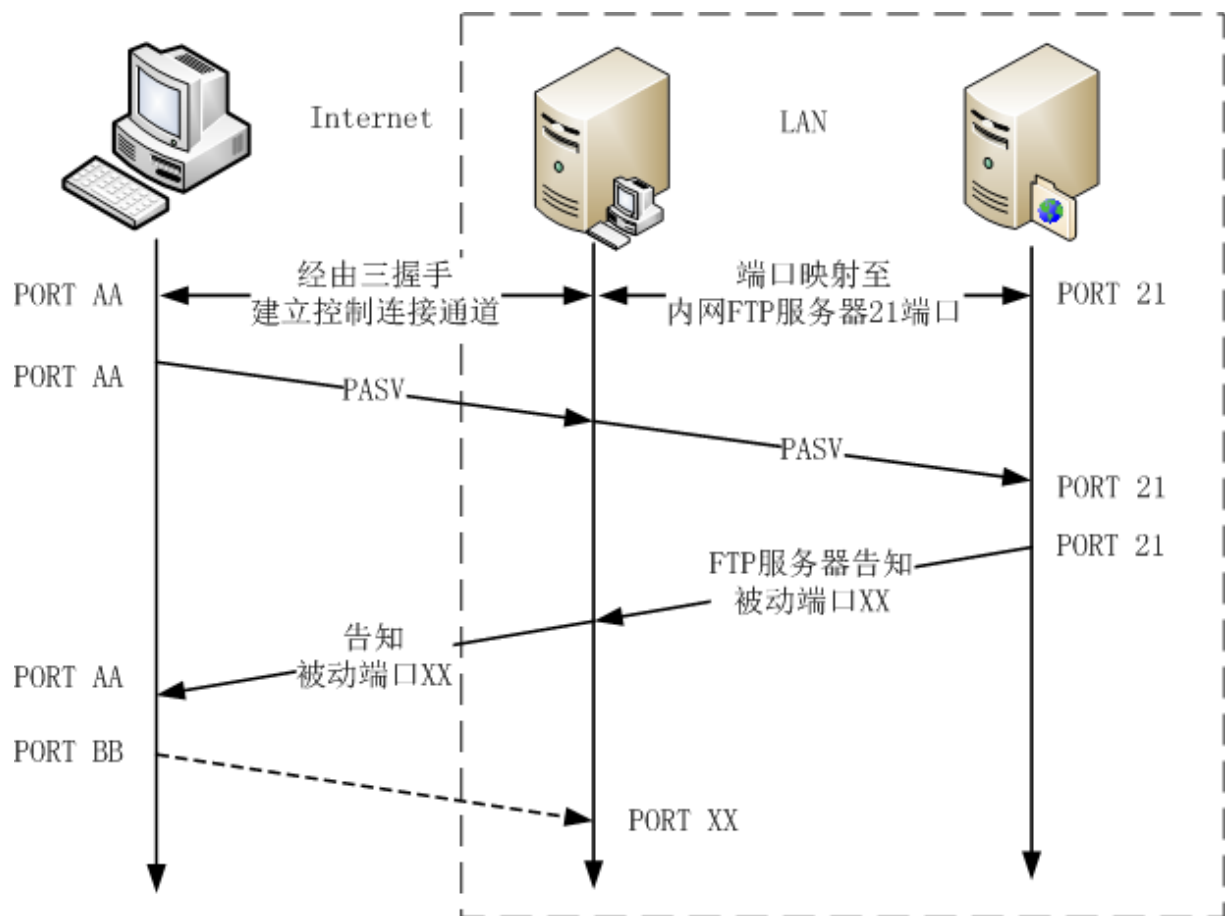 Internet
LAN
PORT AA
经由三握手
建立控制连接通道
端口映射至
内网FTP服务器21端口
PORT 21
PORT AA
PASV
PASV
PORT 21
PORT 21
FTP服务器告知
被动端口XX
告知
被动端口XX
PORT AA
PORT BB
PORT XX